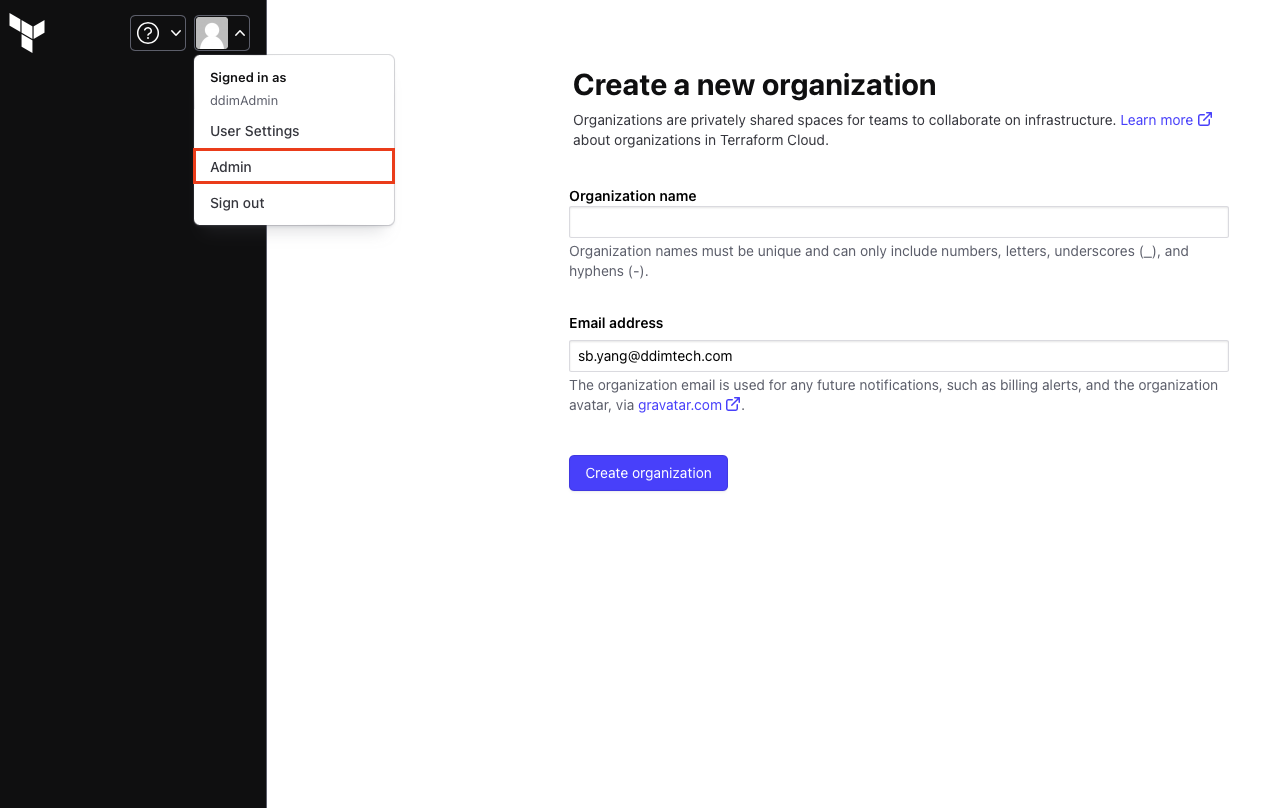 Signed in as
ddimAdmin
User Settings
Admin
Sign out
Create a new organization
Organizations are privately shared spaces for teams to collaborate on infrastructure. Learn more
about organizations in Terraform Cloud.
Organization name
Organization names must be unique and can only include numbers, letters, underscores (_), and
hyphens (-).
Email address
sb.yang@ddimtech.com
The organization email is used for any future notifications, such as billing alerts, and the organization
avatar, via gravatar.com.
Create organization